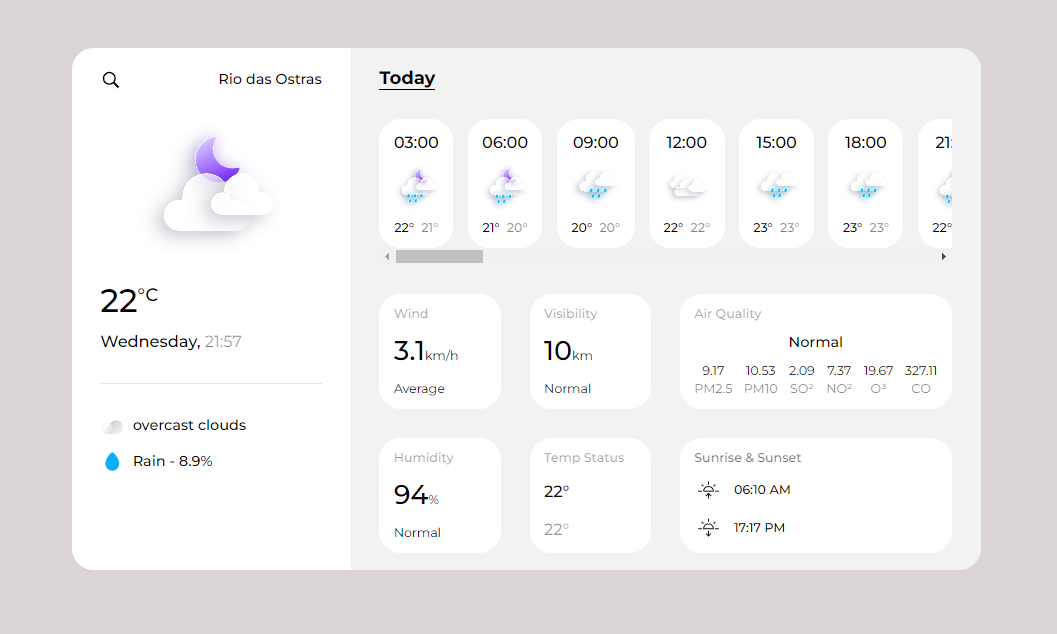 Rio das Ostras
22°C
Wednesday, 21:57
overcast clouds
Rain - 8.9%
Today
03:00 06:00 09:00 12:00 15:00 18:00 21:
22° 21° 21° 20° 20° 20° 22° 22° 23° 23° 23° 23° 22°
Wind
3.1km/h
Average
Visibility
10km
Normal
Air Quality
Normal
9.17 10.53 2.09 7.37 19.67 327.11
PM2.5 PM10 SO² NO² O³ CO
Humidity
94%
Normal
Temp Status
22°
22°
Sunrise & Sunset
06:10 AM
17:17 PM